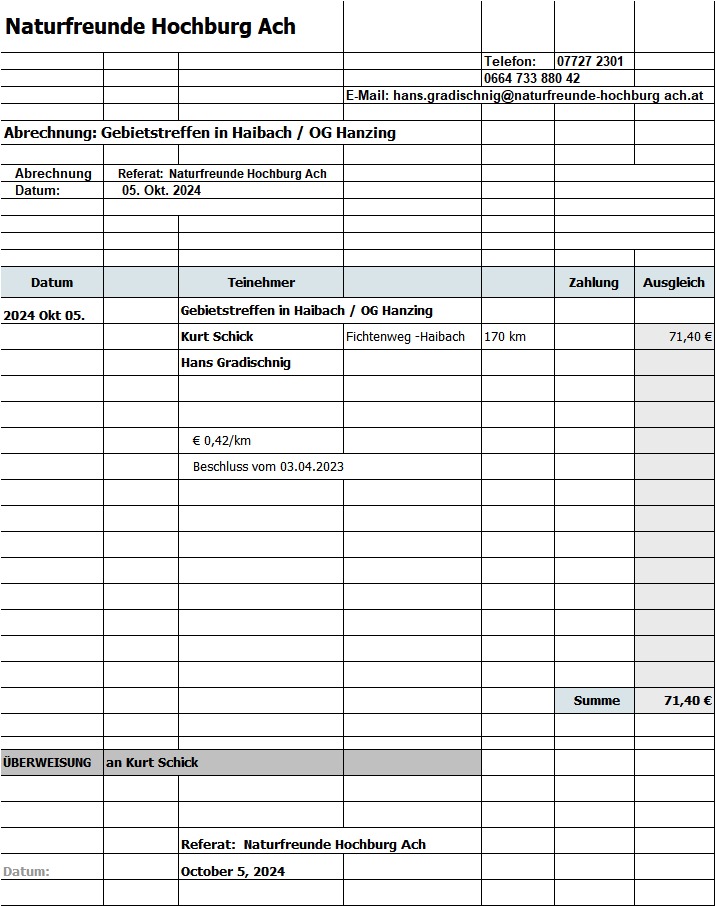 Naturfreunde Hochburg Ach
Telefon: 07727 2301
0664 733 880 42
E-Mail: hans.gradischnig@naturfreunde-hochburg ach.at
Abrechnung: Gebietstreffen in Haibach / OG Hanzing
Abrechnung Referat: Naturfreunde Hochburg Ach
Datum: 05. Okt. 2024
Datum Teinehmer Zahlung Ausgleich
2024 Okt 05. Gebietstreffen in Haibach / OG Hanzing
Kurt Schick Fichtenweg -Haibach 170 km 71,40 €
Hans Gradischnig
€ 0,42/km
Beschluss vom 03.04.2023
Summe 71,40 €
ÜBERWEISUNG an Kurt Schick
Referat: Naturfreunde Hochburg Ach
Datum: October 5, 2024